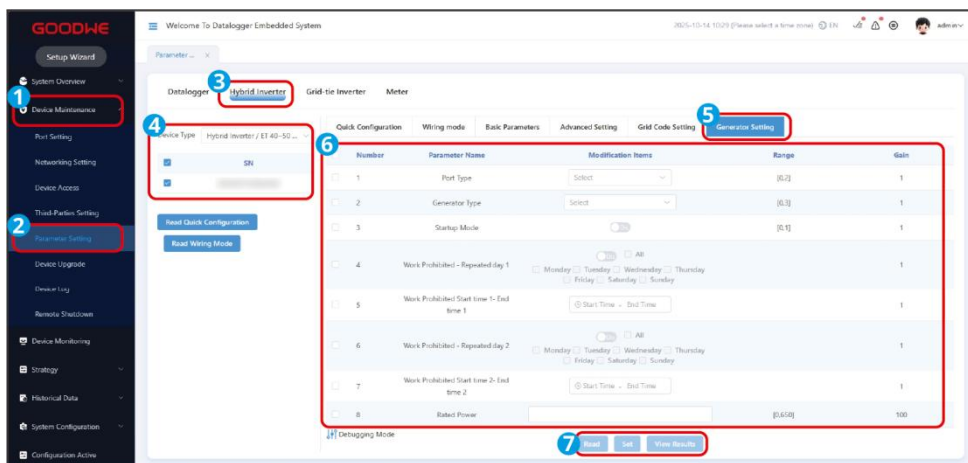 GOODWE
Welcome To Datalogger Embedded System
2025-10-14 10:29 (Please select a time zone) EN
admin
Setup Wizard
Parameter ... ×
System Overview
1
Device Maintenance
Port Setting
Networking Setting
Device Access
Third-Parties Setting
2
Parameter Setting
Device Upgrade
Device Log
Remote Shutdown
Device Monitoring
Strategy
Historical Data
System Configuration
Configuration Active
3
Datalogger Hybrid Inverter Grid-tie Inverter Meter
4
Device Type Hybrid Inverter / ET 40-50 ...
SN
Read Quick Configuration
Read Wiring Mode
5
Quick Configuration Wiring mode Basic Parameters Advanced Setting Grid Code Setting Generator Setting
6
Number Parameter Name Modification Items Range Gain
1 Port Type Select [0,2] 1
2 Generator Type Select [0,3] 1
3 Startup Mode [0,1] 1
All
4 Work Prohibited - Repeated day 1 Monday Tuesday Wednesday Thursday 1
Friday Saturday Sunday
Work Prohibited Start time 1- End
5 Start Time - End Time 1
time 1
All
6 Work Prohibited - Repeated day 2 Monday Tuesday Wednesday Thursday 1
Friday Saturday Sunday
Work Prohibited Start time 2- End
7 Start Time - End Time 1
time 2
8 Rated Power [0,650] 100
Debugging Mode
7
Read Set View Results